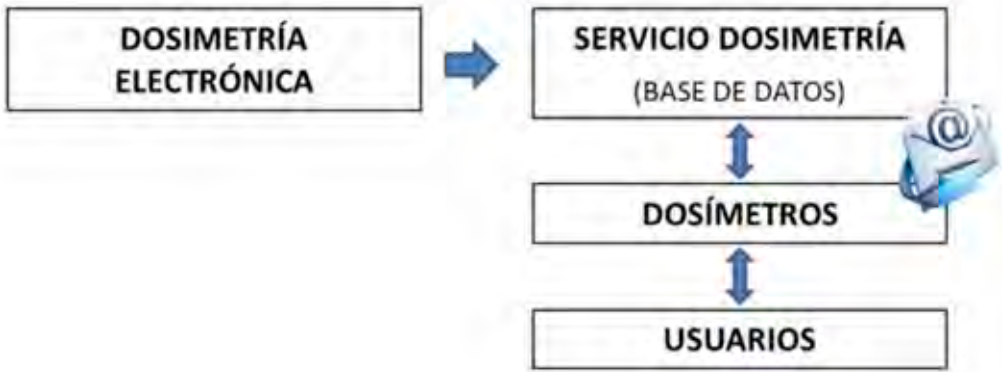 DOSIMETRÍA
ELECTRÓNICA
SERVICIO DOSIMETRÍA
(BASE DE DATOS)
@
DOSÍMETROS
USUARIOS